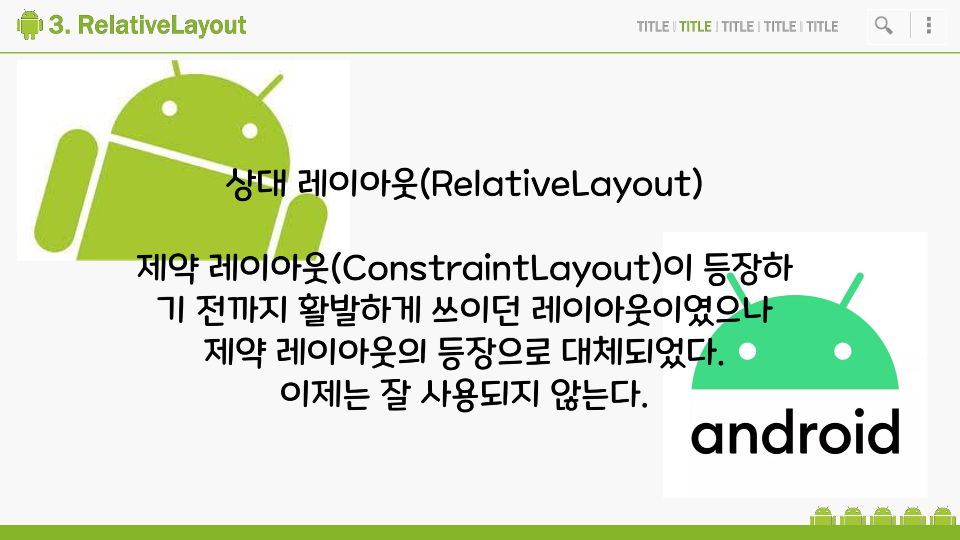 3. RelativeLayout
TITLE | TITLE | TITLE | TITLE | TITLE
상대 레이아웃(RelativeLayout)
제약 레이아웃(ConstraintLayout)이 등장하
기 전까지 활발하게 쓰이던 레이아웃이였으나
제약 레이아웃의 등장으로 대체되었다.
이제는 잘 사용되지 않는다.
android